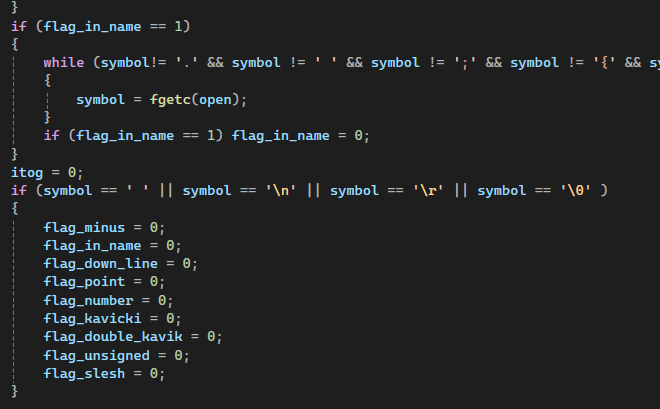 }
if (flag_in_name == 1)
{
while (symbol!= '.' && symbol != ' ' && symbol != ';' && symbol != '{' && sy
{
symbol = fgetc(open);
}
if (flag_in_name == 1) flag_in_name = 0;
}
itog = 0;
if (symbol == ' ' || symbol == '\n' || symbol == '\r' || symbol == '\0' )
{
flag_minus = 0;
flag_in_name = 0;
flag_down_line = 0;
flag_point = 0;
flag_number = 0;
flag_kavicki = 0;
flag_double_kavik = 0;
flag_unsigned = 0;
flag_slesh = 0;
}